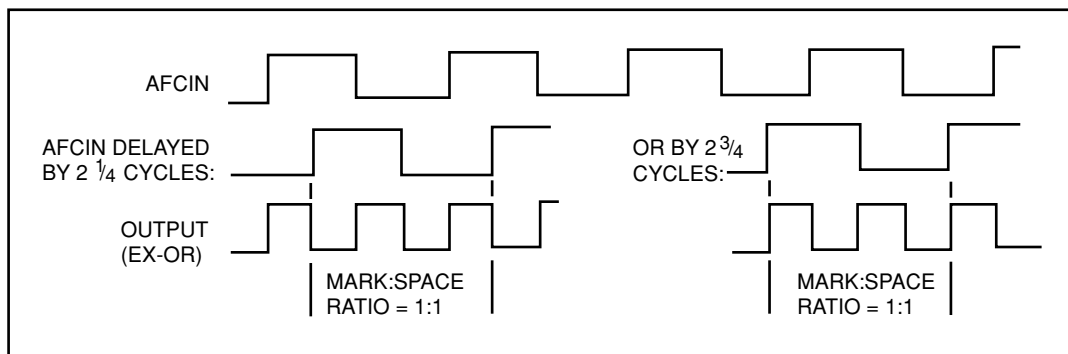 AFCIN
AFCIN DELAYED
BY 2 1/4 CYCLES:
OR BY 2 3/4
CYCLES:
OUTPUT
(EX-OR)
MARK:SPACE
RATIO = 1:1
MARK:SPACE
RATIO = 1:1